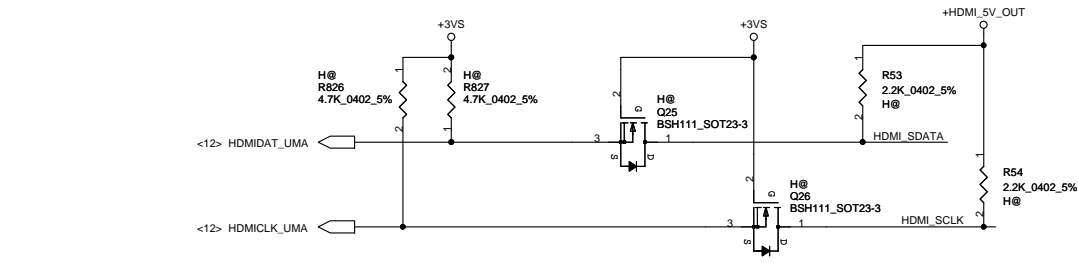 +HDMI_5V_OUT
+3VS
+3VS
H@
R826
4.7K_0402_5%
H@
R827
4.7K_0402_5%
1
2
2
1
H@
Q25
BSH111_SOT23-3
2
G
3
1
S
D
1
R53
2.2K_0402_5%
H@
2
<12> HDMIDAT_UMA
HDMI_SDATA
1
R54
2.2K_0402_5%
H@
2
H@
Q26
BSH111_SOT23-3
2
G
3
1
S
D
<12> HDMICLK_UMA
HDMI_SCLK